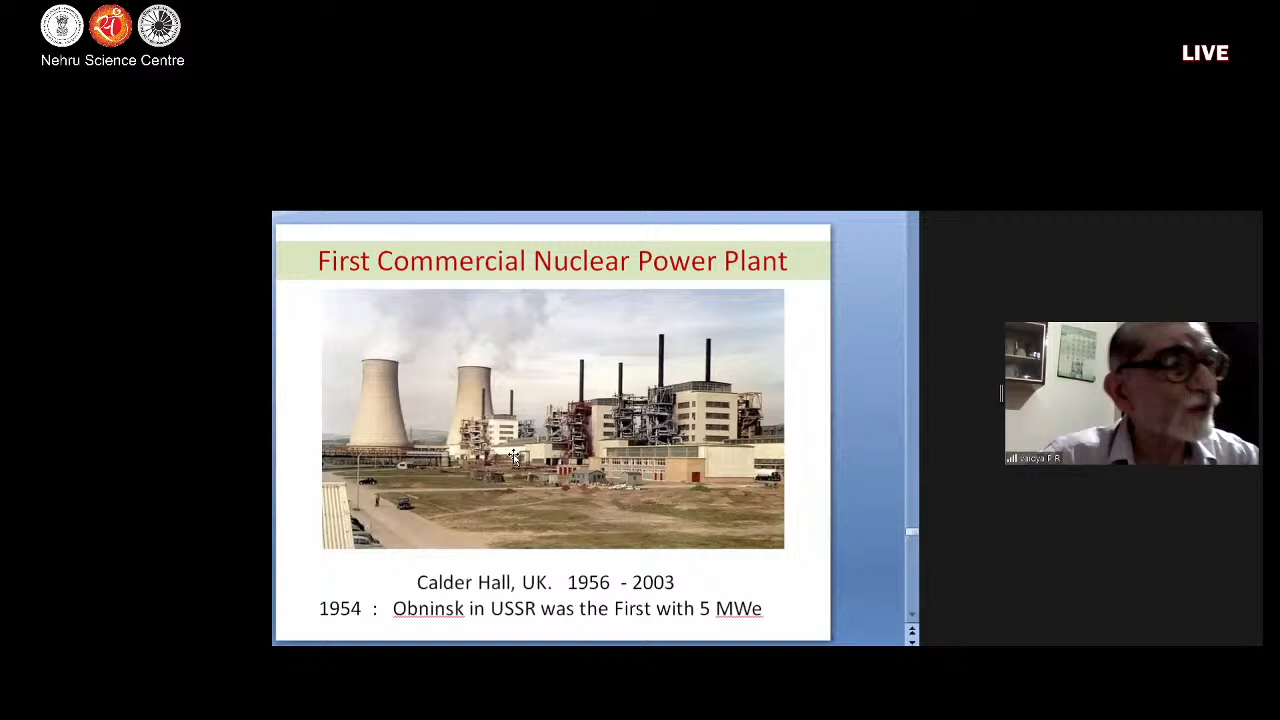 Nehru Science Centre
LIVE
First Commercial Nuclear Power Plant
Calder Hall, UK. 1956 - 2003
1954 : Obninsk in USSR was the First with 5 MWe
vaidya P R